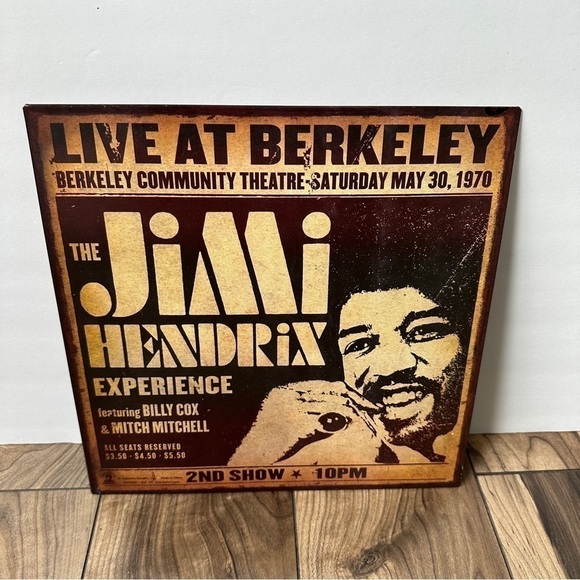 LIVE AT BERKELEY
BERKELEY COMMUNITY THEATRE-SATURDAY MAY 30, 1970
THE
JiMi
HENDRiX
EXPERIENCE
featuring BILLY COX
& MITCH MITCHELL
ALL SEATS RESERVED
$3.50 · $4.50 · $5.50
2ND SHOW ★ 10PM